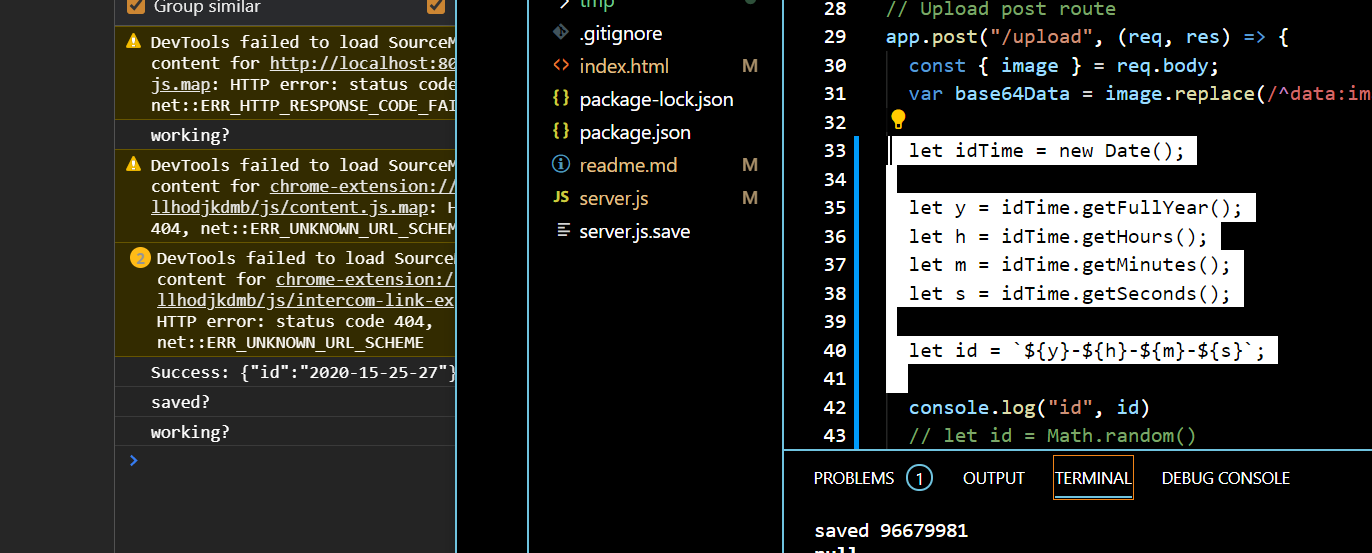 Group similar
DevTools failed to load SourceM
content for http://localhost:80
js.map: HTTP error: status code
net::ERR_HTTP_RESPONSE_CODE_FAI
working?
DevTools failed to load SourceM
content for chrome-extension://
llhodjkdmb/js/content.js.map: H
404, net::ERR_UNKNOWN_URL_SCHEM
2 DevTools failed to load SourceM
content for chrome-extension:/
llhodjkdmb/js/intercom-link-ex
HTTP error: status code 404,
net::ERR_UNKNOWN_URL_SCHEME
Success: {"id":"2020-15-25-27"}
saved?
working?
>
tmp
.gitignore
<> index.html M
{} package-lock.json
{} package.json
readme.md M
JS server.js M
server.js.save
28 // Upload post route
29 app.post("/upload", (req, res) => {
30 const { image } = req.body;
31 var base64Data = image.replace(/^data:im
32
33 let idTime = new Date();
34
35 let y = idTime.getFullYear();
36 let h = idTime.getHours();
37 let m = idTime.getMinutes();
38 let s = idTime.getSeconds();
39
40 let id = `${y}-${h}-${m}-${s}`;
41
42 console.log("id", id)
43 // let id = Math.random()
PROBLEMS 1 OUTPUT TERMINAL DEBUG CONSOLE
saved 96679981
null